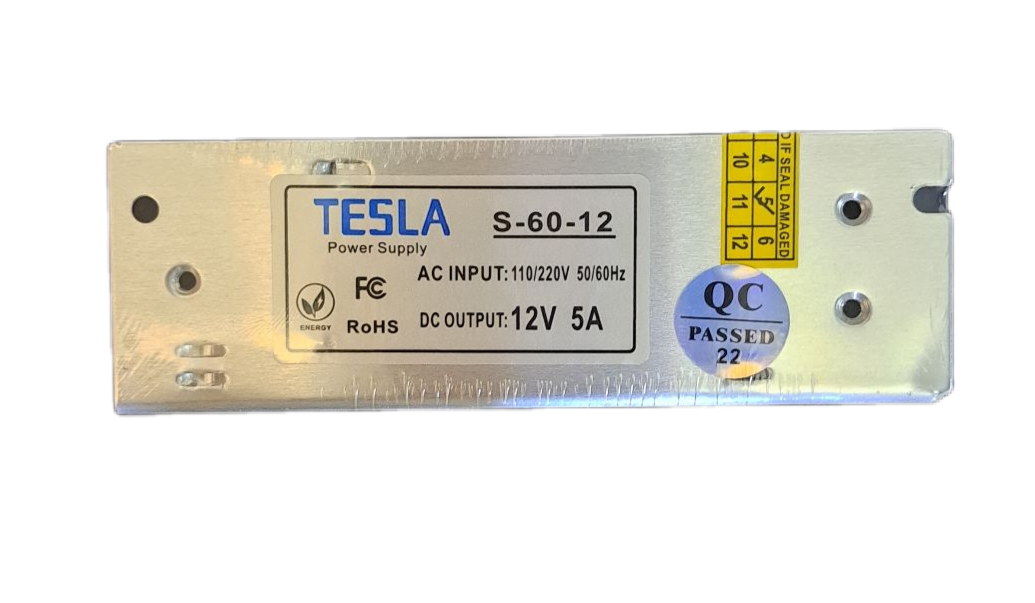 TESLA
Power Supply
S-60-12
AC INPUT: 110/220V 50/60Hz
DC OUTPUT: 12V 5A
FC
RoHS
ENERGY
IF SEAL DAMAGED
4 5 6
10 11 12
QC
PASSED
22